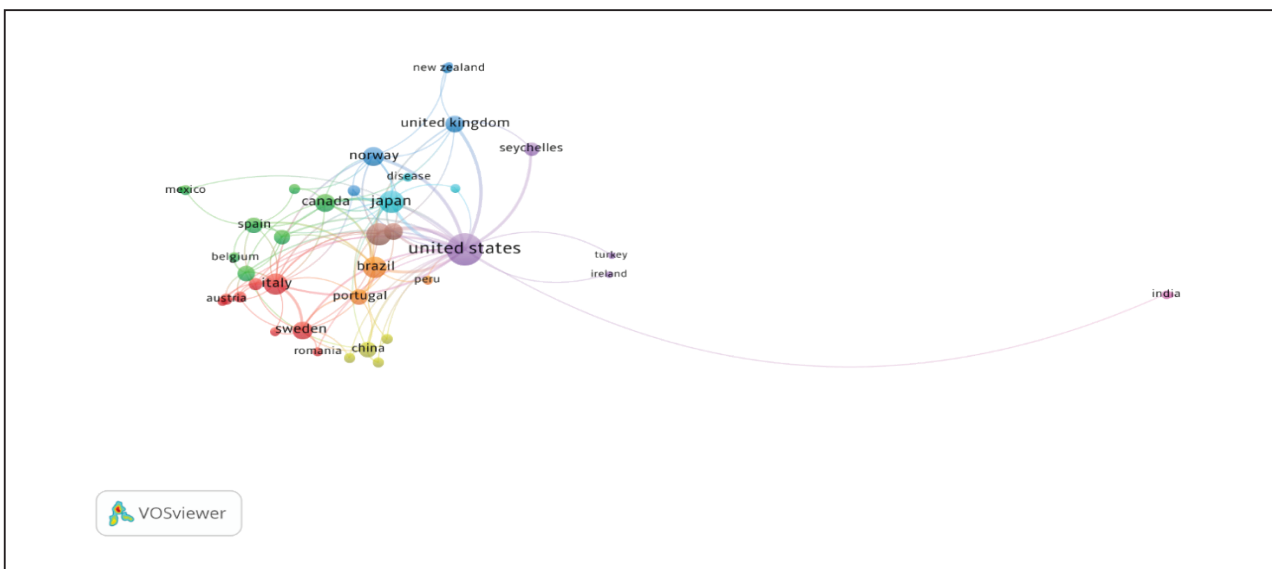 new zealand
united kingdom
seychelles
norway
disease
mexico
canada
japan
spain
united states
belgium
turkey
brazil
ireland
peru
italy
india
austria
portugal
sweden
china
romania
VOSviewer